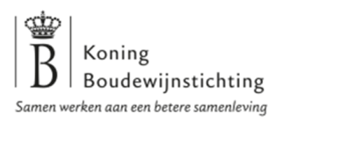 B
Koning
Boudewijnstichting
Samen werken aan een betere samenleving